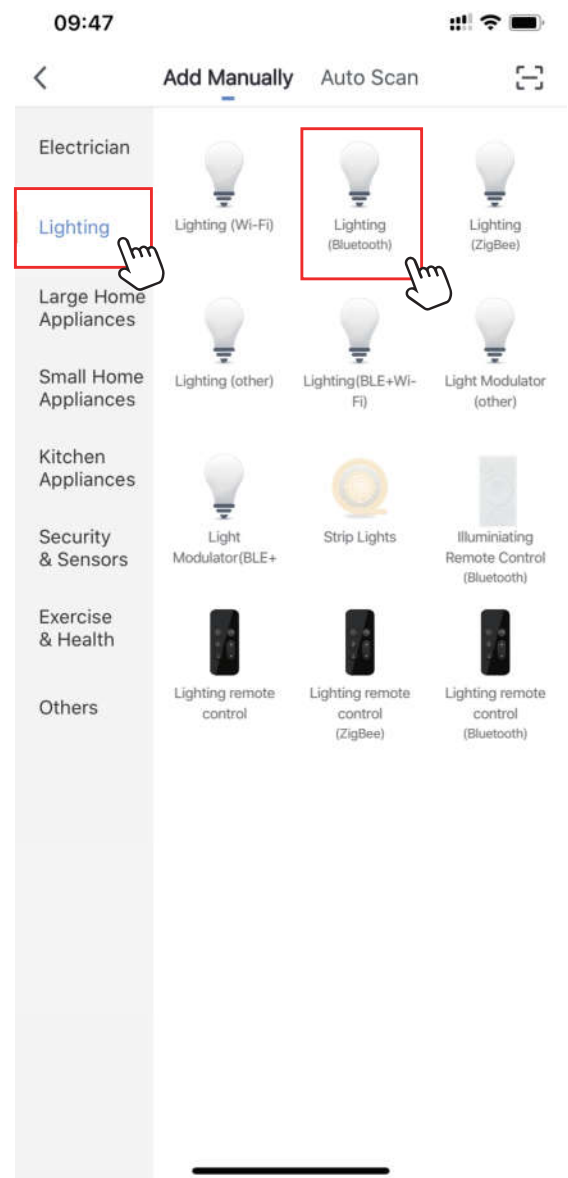 09:47
Add Manually
Auto Scan
Electrician
Lighting
Large Home
Appliances
Small Home
Appliances
Kitchen
Appliances
Security
& Sensors
Exercise
& Health
Others
Lighting (Wi-Fi)
Lighting
(Bluetooth)
Lighting
(ZigBee)
Lighting (other)
Lighting(BLE+Wi-
Fi)
Light Modulator
(other)
Light
Modulator(BLE+
Strip Lights
Illuminiating
Remote Control
(Bluetooth)
Lighting remote
control
Lighting remote
control
(ZigBee)
Lighting remote
control
(Bluetooth)